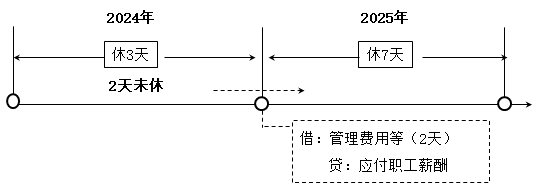 2024年
2025年
休3天
休7天
2天未休
借：管理费用等（2天）
贷：应付职工薪酬